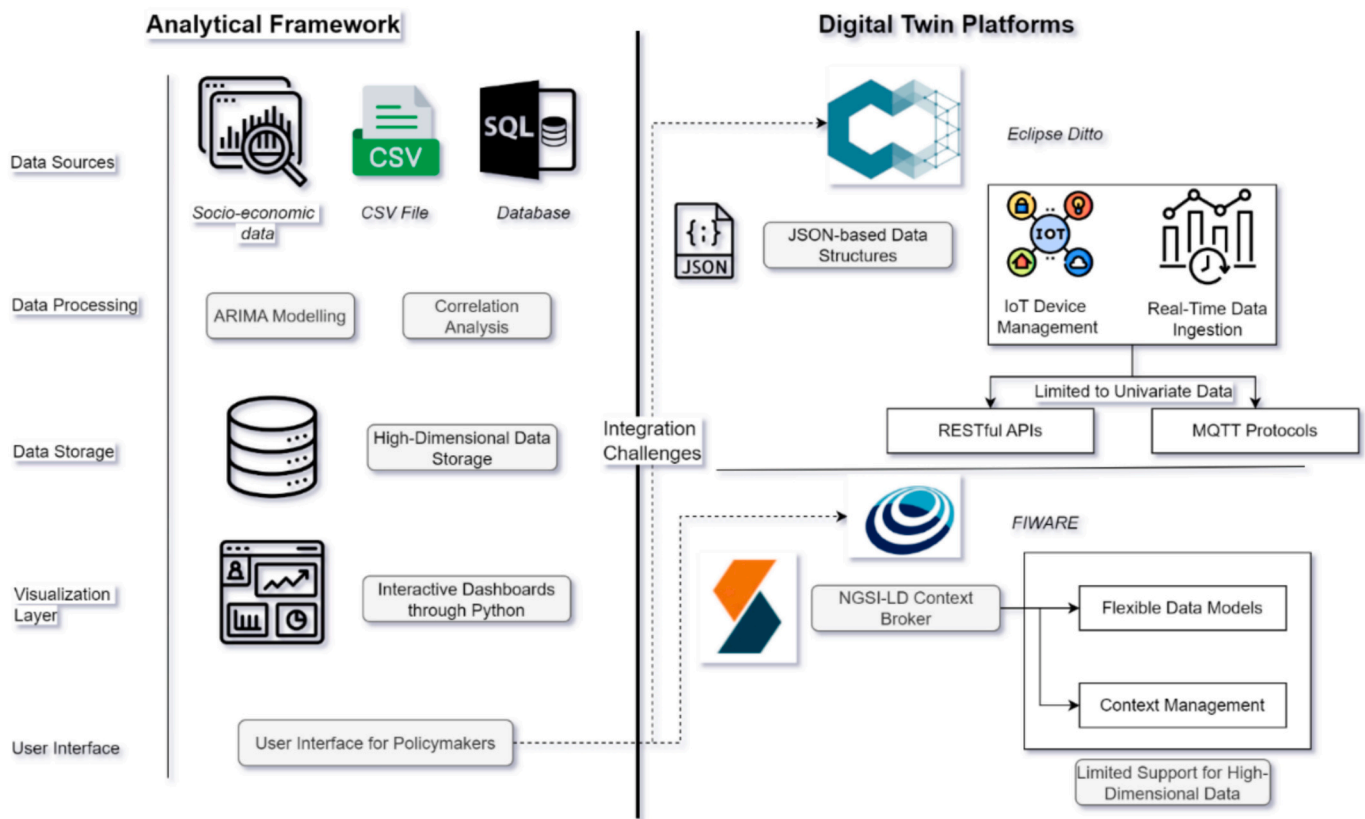 Analytical Framework
Digital Twin Platforms
Data Sources
SQL
CSV
Socio-economic
data
CSV File
Database
Eclipse Ditto
{;}
JSON
JSON-based Data
Structures
IOT
IoT Device
Management
Real-Time Data
Ingestion
Data Processing
ARIMA Modelling
Correlation
Analysis
Limited to Univariate Data
RESTful APIs
MQTT Protocols
Integration
Challenges
Data Storage
High-Dimensional Data
Storage
FIWARE
Visualization
Layer
Interactive Dashboards
through Python
NGSI-LD Context
Broker
Flexible Data Models
Context Management
User Interface
User Interface for Policymakers
Limited Support for High-
Dimensional Data